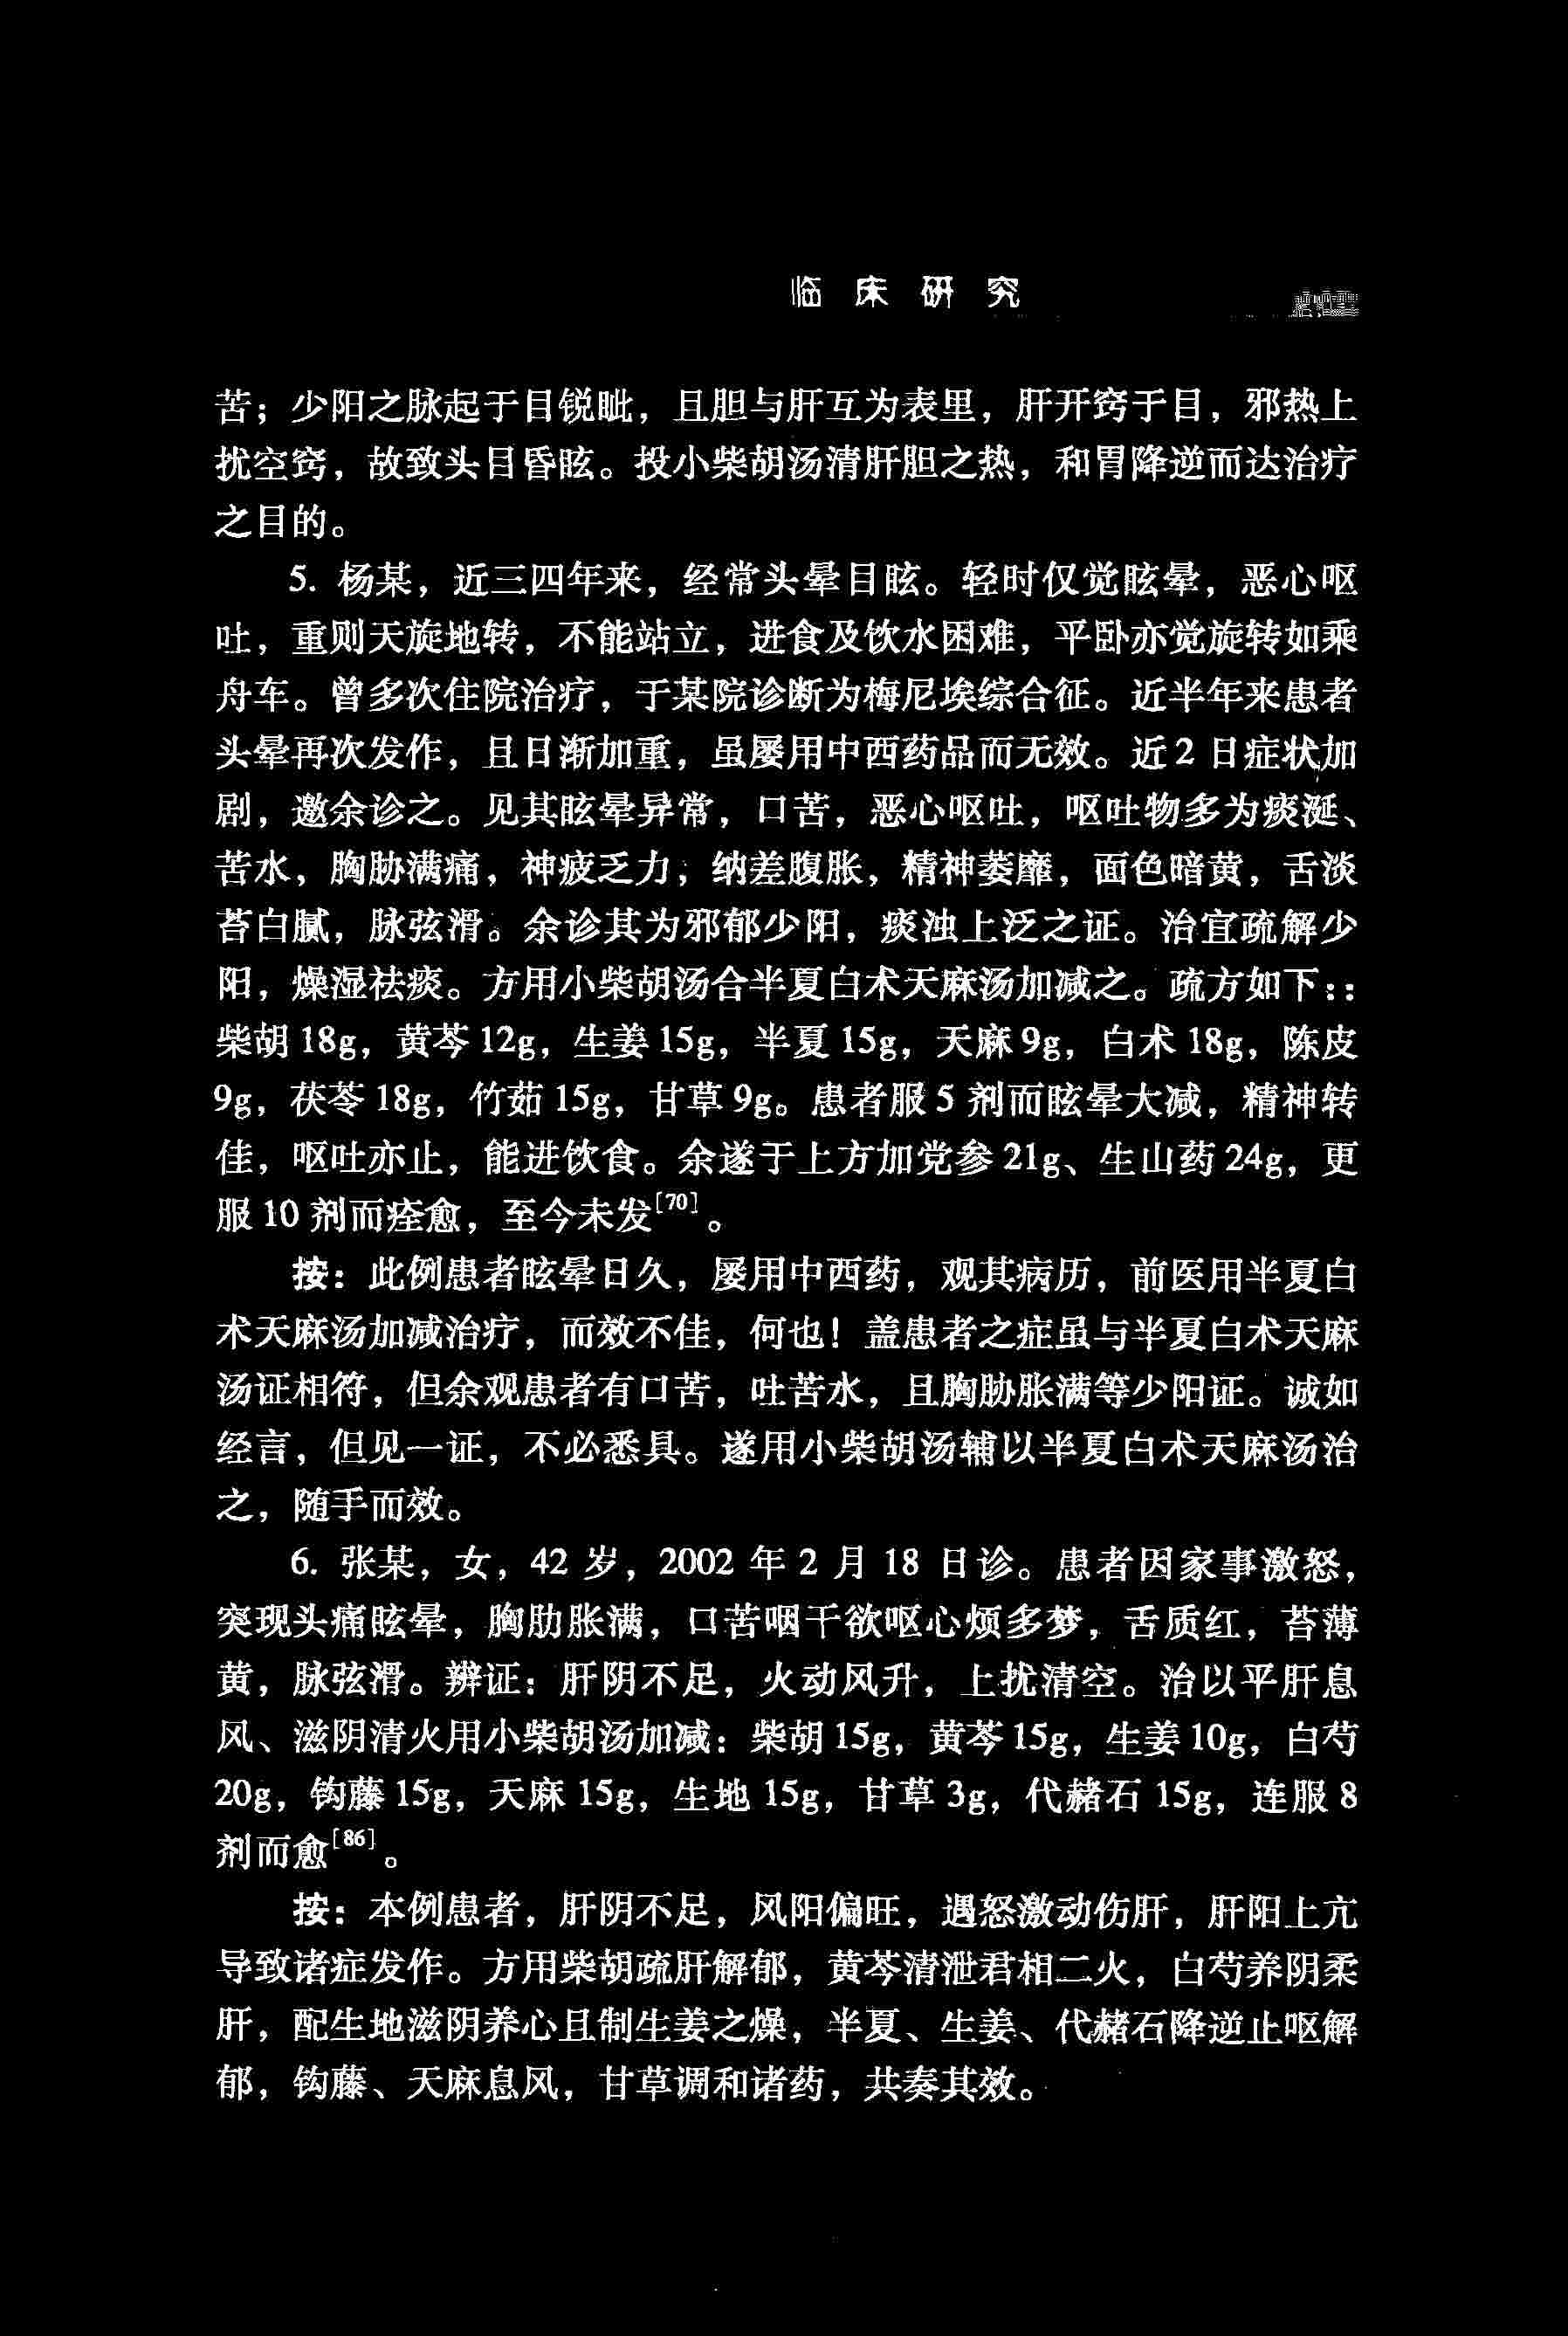 临床研究
苦；少阳之脉起于目锐眦，且胆与肝互为表里，肝开窍于目，邪热上
扰空窍，故致头目昏眩。投小柴胡汤清肝胆之热，和胃降逆而达治疗
之目的。
5. 杨某，近三四年来，经常头晕目眩。轻时仅觉眩晕，恶心呕
吐，重则天旋地转，不能站立，进食及饮水困难，平卧亦觉旋转如乘
舟车。曾多次住院治疗，于某院诊断为梅尼埃综合征。近半年来患者
头晕再次发作，且日渐加重，虽屡用中西药品而无效。近2日症状加
剧，邀余诊之。见其眩晕异常，口苦，恶心呕吐，呕吐物多为痰涎、
苦水，胸胁满痛，神疲乏力，纳差腹胀，精神萎靡，面色暗黄，舌淡
苔白腻，脉弦滑。余诊其为邪郁少阳，痰浊上泛之证。治宜疏解少
阳，燥湿祛痰。方用小柴胡汤合半夏白术天麻汤加减之。疏方如下：：
柴胡18g，黄芩12g，生姜15g，半夏15g，天麻9g，白术18g，陈皮
9g，茯苓18g，竹茹15g，甘草9g。患者服5剂而眩晕大减，精神转
佳，呕吐亦止，能进饮食。余遂于上方加党参21g、生山药24g，更
服10剂而痊愈，至今未发[70]。
按：此例患者眩晕日久，屡用中西药，观其病历，前医用半夏白
术天麻汤加减治疗，而效不佳，何也！盖患者之症虽与半夏白术天麻
汤证相符，但余观患者有口苦，吐苦水，且胸胁胀满等少阳证。诚如
经言，但见一证，不必悉具。遂用小柴胡汤辅以半夏白术天麻汤治
之，随手而效。
6. 张某，女，42岁，2002年2月18日诊。患者因家事激怒，
突现头痛眩晕，胸肋胀满，口苦咽干欲呕心烦多梦，舌质红，苔薄
黄，脉弦滑。辨证：肝阴不足，火动风升，上扰清空。治以平肝息
风、滋阴清火用小柴胡汤加减：柴胡15g，黄芩15g，生姜10g，白芍
20g，钩藤15g，天麻15g，生地15g，甘草3g，代赭石15g，连服8
剂而愈[86]。
按：本例患者，肝阴不足，风阳偏旺，遇怒激动伤肝，肝阳上亢
导致诸症发作。方用柴胡疏肝解郁，黄芩清泄君相二火，白芍养阴柔
肝，配生地滋阴养心且制生姜之燥，半夏、生姜、代赭石降逆止呕解
郁，钩藤、天麻息风，甘草调和诸药，共奏其效。